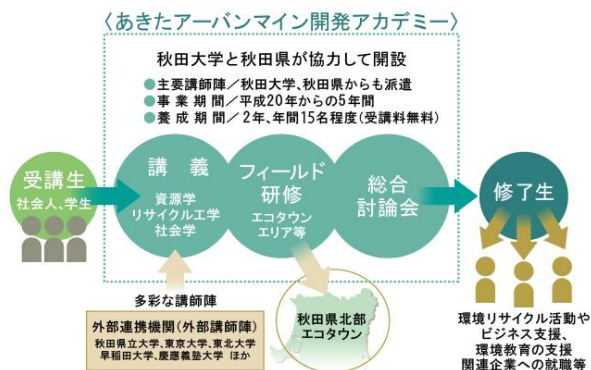 〈あきたアーバンマイン開発アカデミー〉
秋田大学と秋田県が協力して開設
●主要講師陣／秋田大学、秋田県からも派遣
●事業期間／平成20年からの5年間
●養成期間／2年、年間15名程度(受講料無料)
受講生
社会人、学生
講義
資源学
リサイクル工学
社会学
フィールド
研修
エコタウン
エリア等
総合
討論会
修了生
多彩な講師陣
外部連携機関(外部講師陣)
秋田県立大学、東京大学、東北大学
早稲田大学、慶應義塾大学 ほか
秋田県北部
エコタウン
環境リサイクル活動や
ビジネス支援、
環境教育の支援
関連企業への就職等